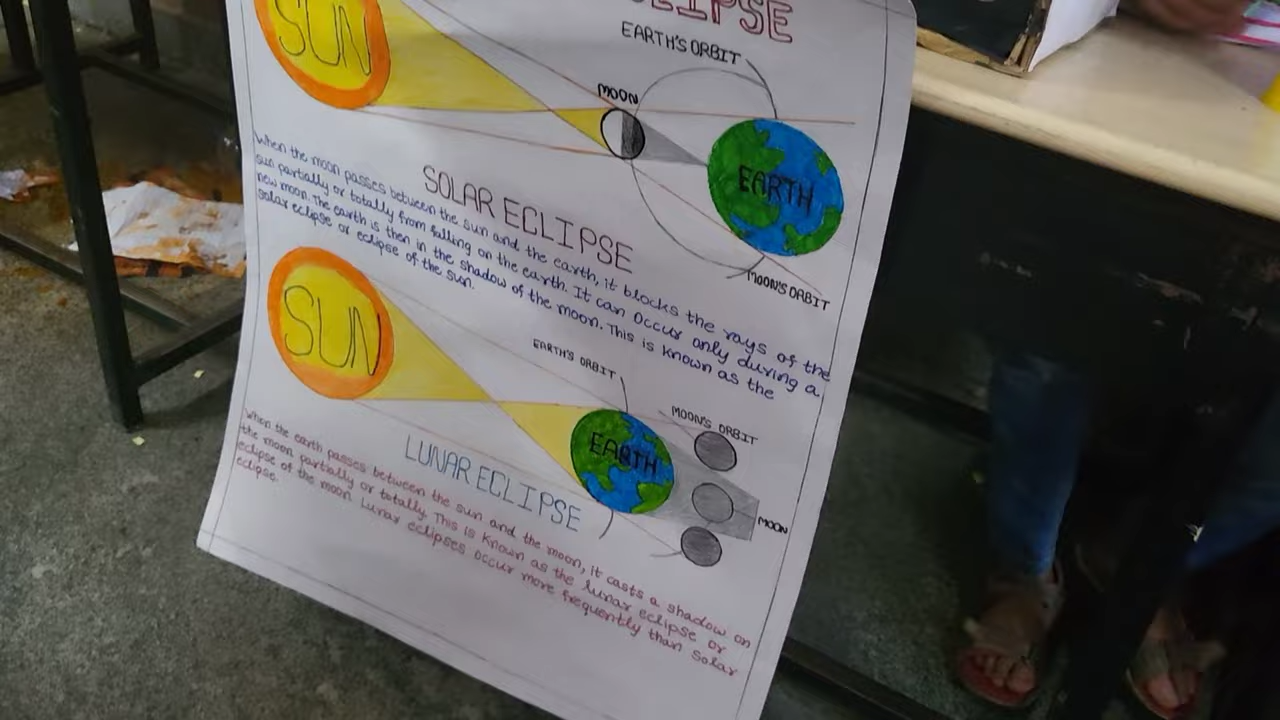 ECLIPSE
SUN
EARTH'S ORBIT
MOON
EARTH
MOON'S ORBIT
SOLAR ECLIPSE
When the moon passes between the sun and the earth, it blocks the rays of the
sun partially or totally from falling on the earth. It can occur only during a
new moon. The earth is then in the shadow of the moon. This is known as the
solar eclipse or eclipse of the sun.
SUN
EARTH'S ORBIT
MOON'S ORBIT
EARTH
MOON
LUNAR ECLIPSE
When the earth passes between the sun and the moon, it casts a shadow on
the moon partially or totally. This is known as the lunar eclipse or
eclipse of the moon. Lunar eclipses occur more frequently than solar
eclipse.